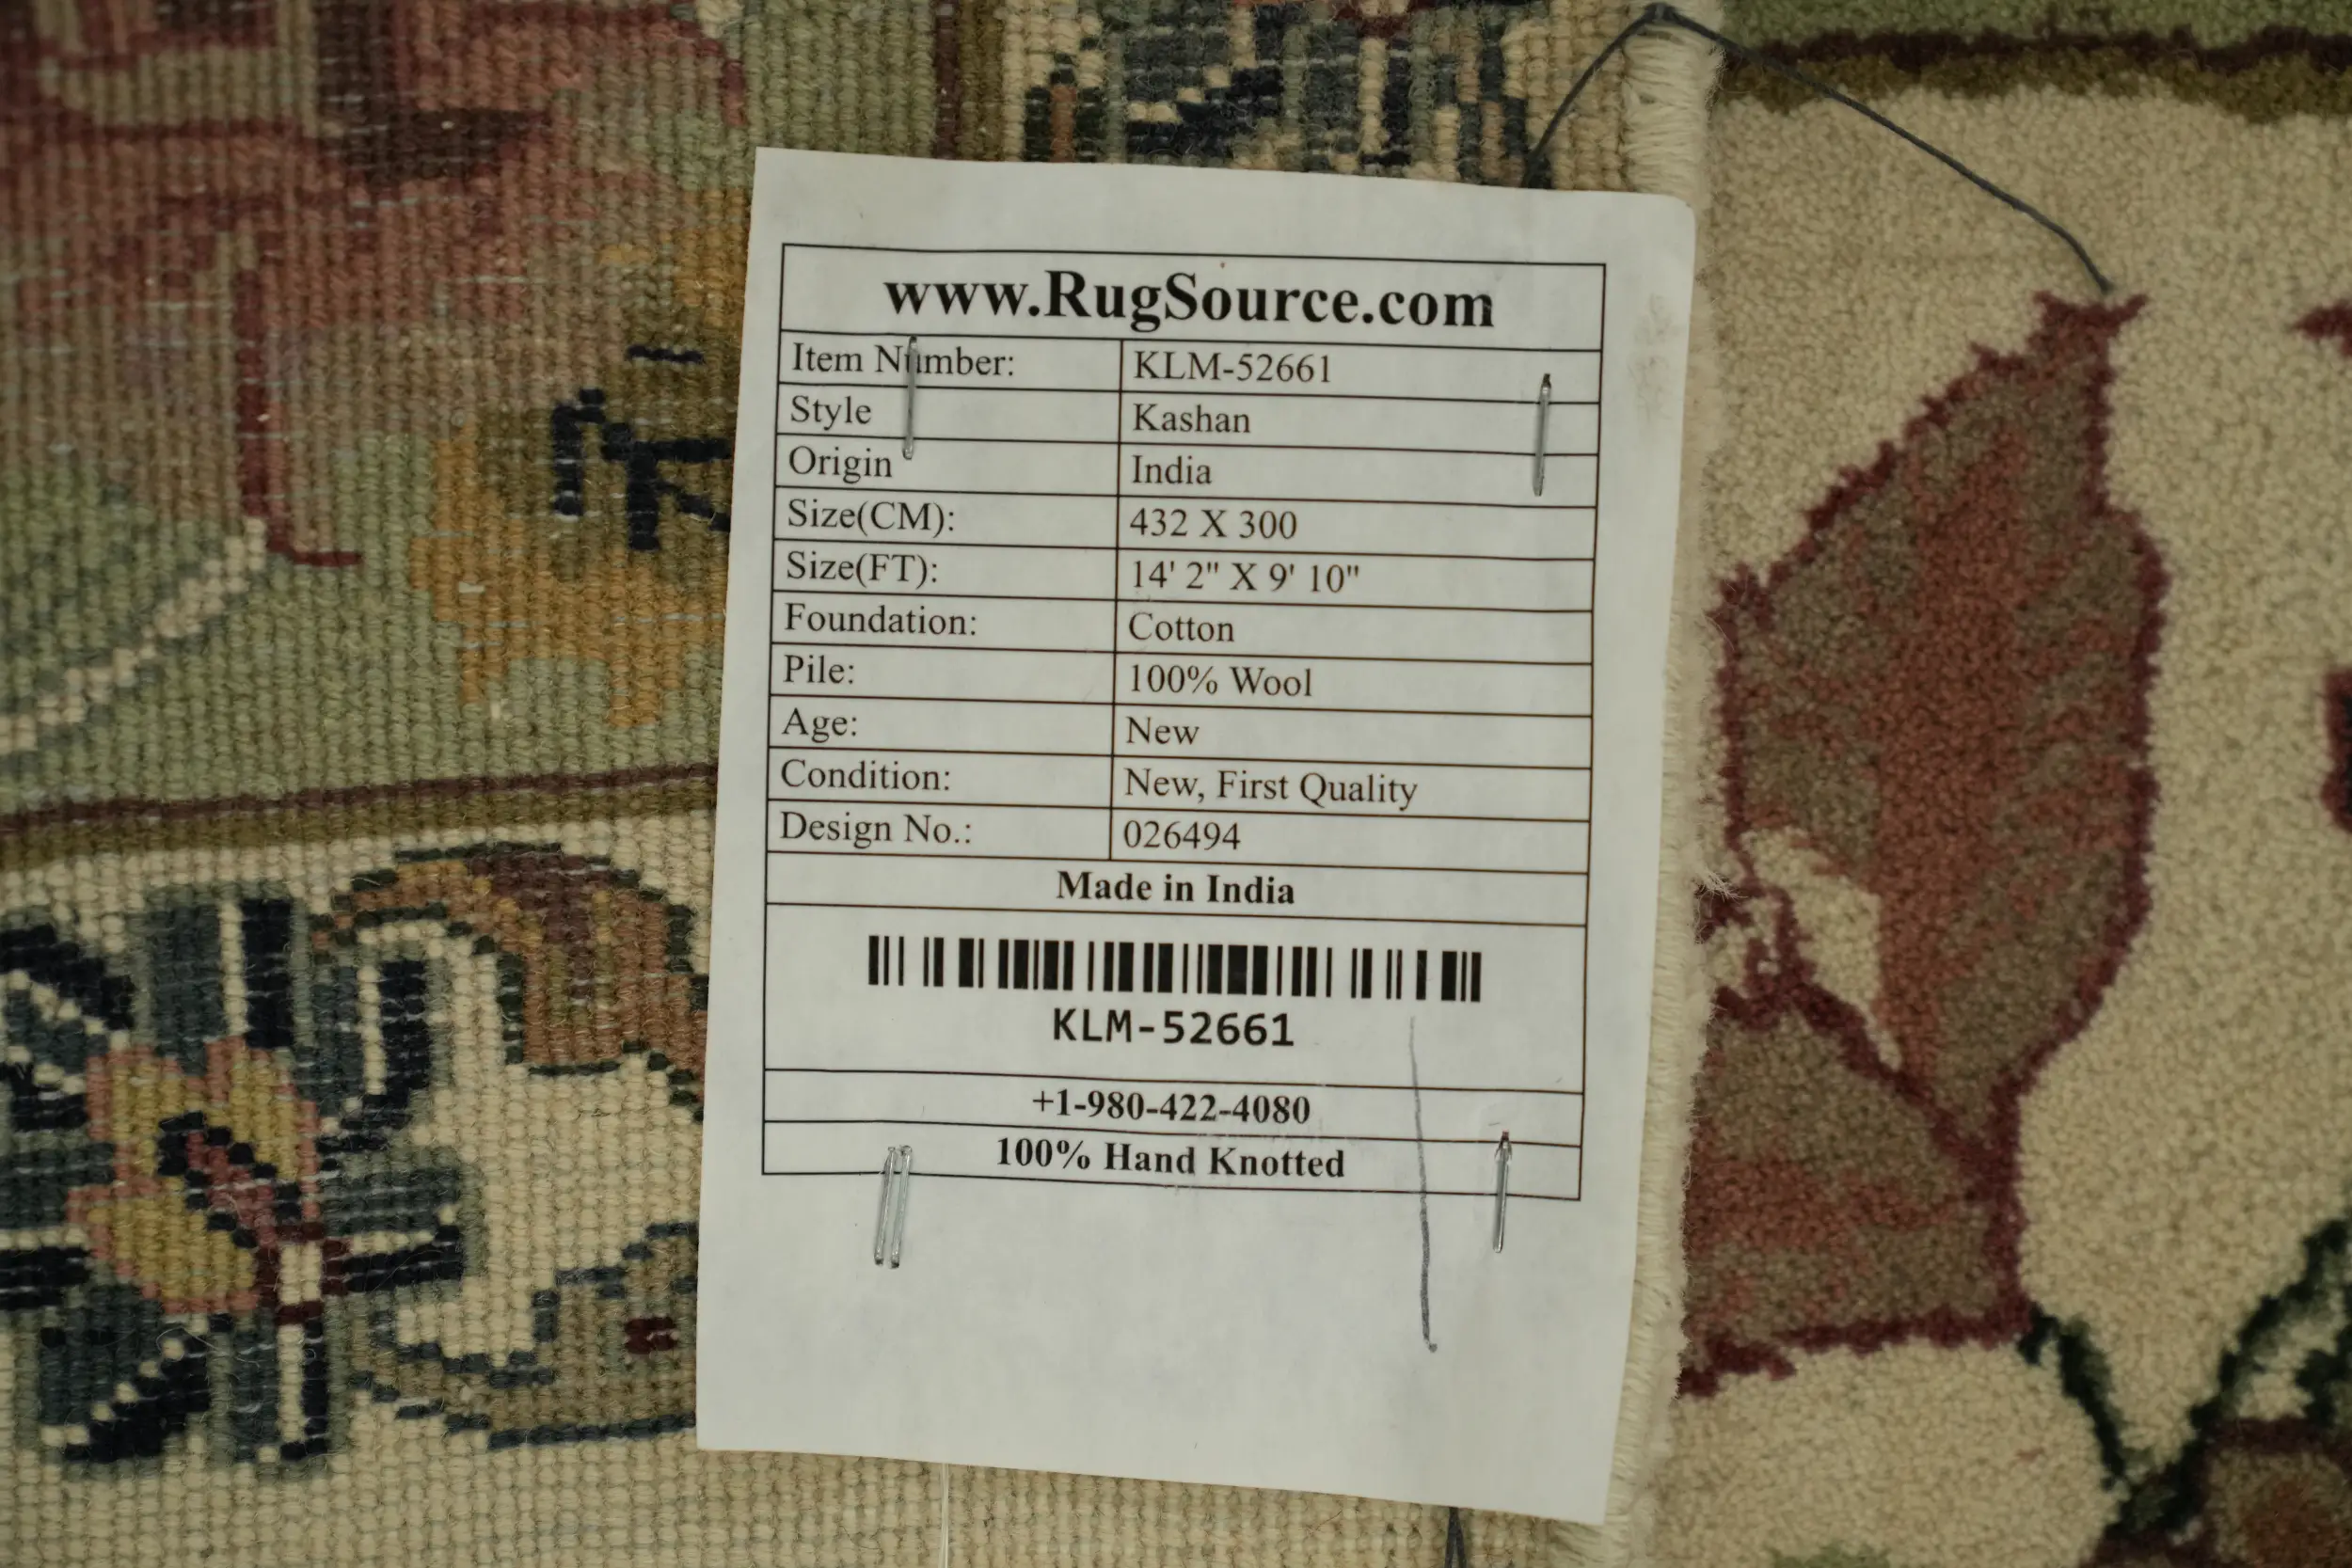 www.RugSource.com
Item Number: KLM-52661
Style Kashan
Origin India
Size(CM): 432 X 300
Size(FT): 14' 2" X 9' 10"
Foundation: Cotton
Pile: 100% Wool
Age: New
Condition: New, First Quality
Design No.: 026494
Made in India
KLM-52661
+1-980-422-4080
100% Hand Knotted